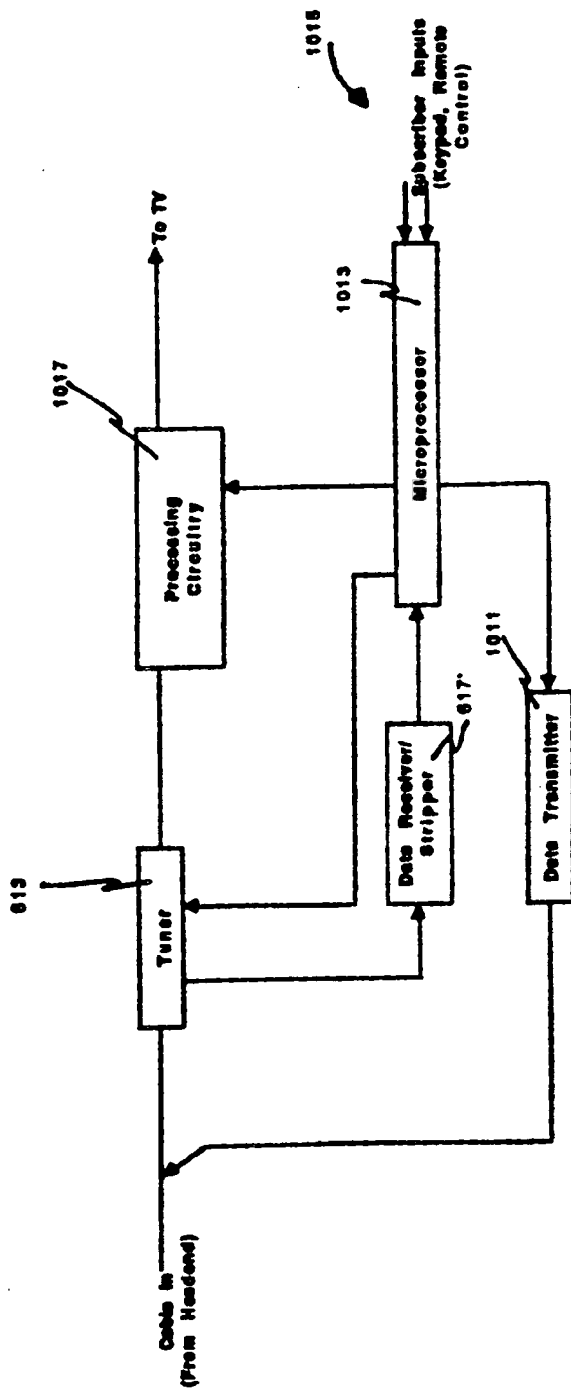 Cable In
(From Headend)
613
Tuner
1017
Processing
Circuitry
To TV
Data Receiver/
Stripper
617'
Microprocessor
1013
1015
Subscriber Inputs
(Keypad, Remote
Control)
1011
Data Transmitter